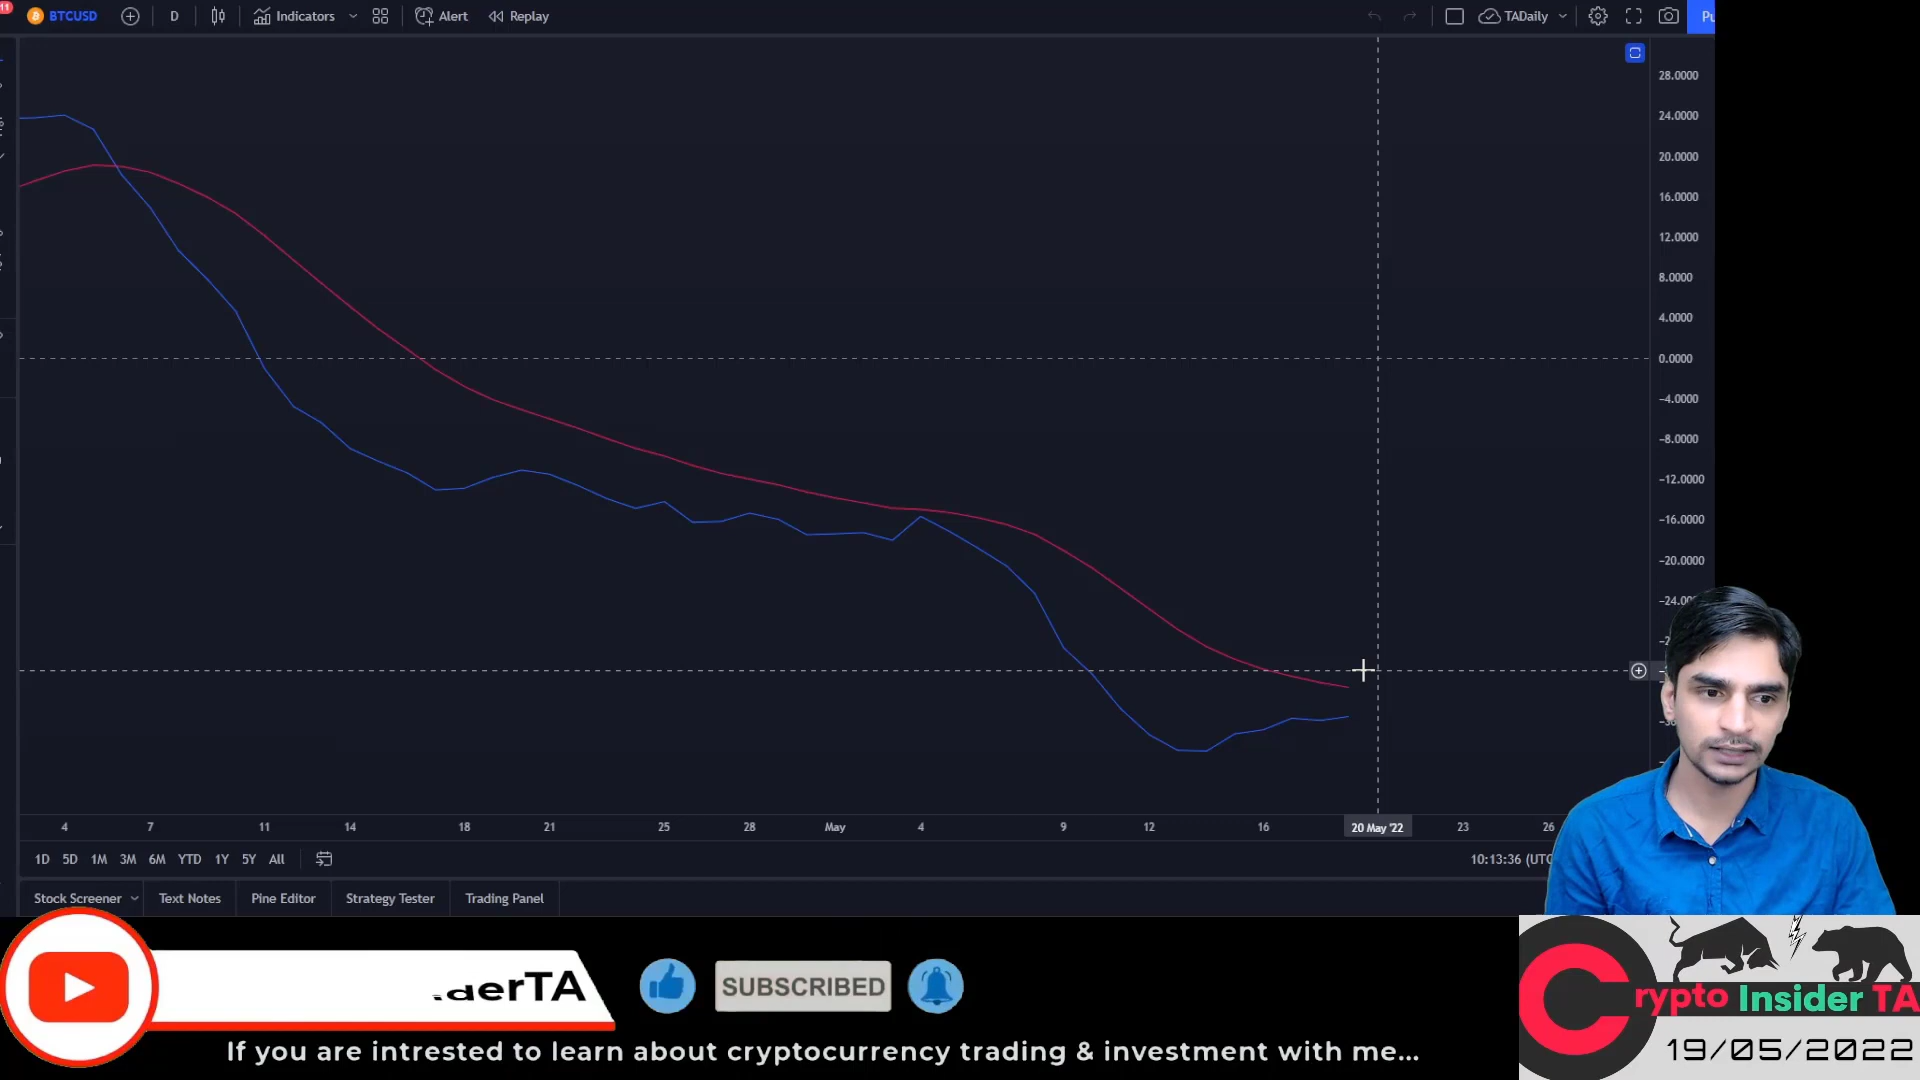 11
BTCUSD D Indicators Alert Replay TADaily
28.0000
24.0000
20.0000
16.0000
12.0000
8.0000
4.0000
0.0000
−4.0000
−8.0000
−12.0000
−16.0000
−20.0000
4 7 11 14 18 21 25 28 May 4 9 12 16 20 May '22 23 26
1D 5D 1M 3M 6M YTD 1Y 5Y All
10:13:36 (UTC
Stock Screener Text Notes Pine Editor Strategy Tester Trading Panel
derTA SUBSCRIBED
If you are intrested to learn about cryptocurrency trading & investment with me...
Crypto Insider TA
19/05/2022